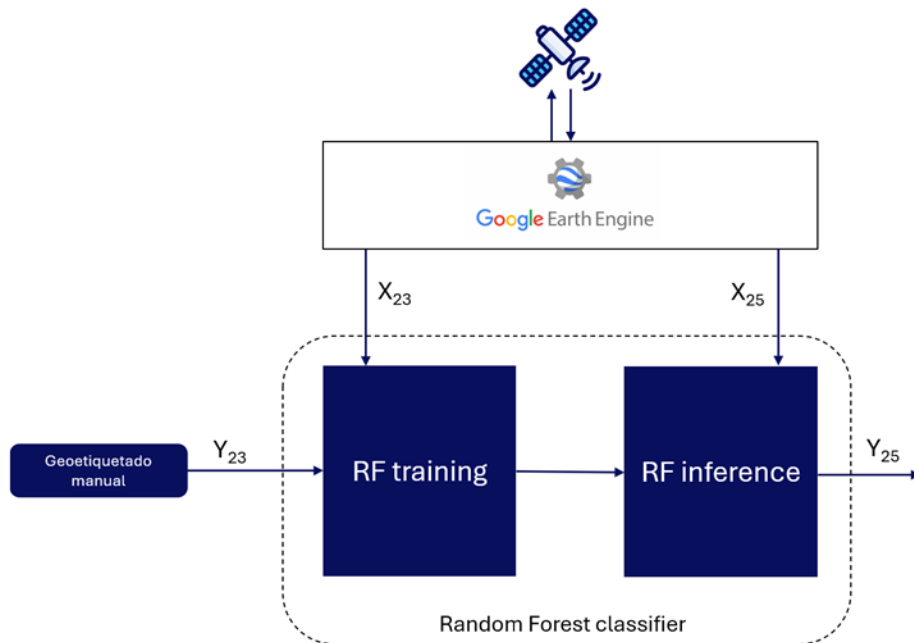 Google Earth Engine
X23
X25
Geoetiquetado
manual
Y23
RF training
RF inference
Y25
Random Forest classifier